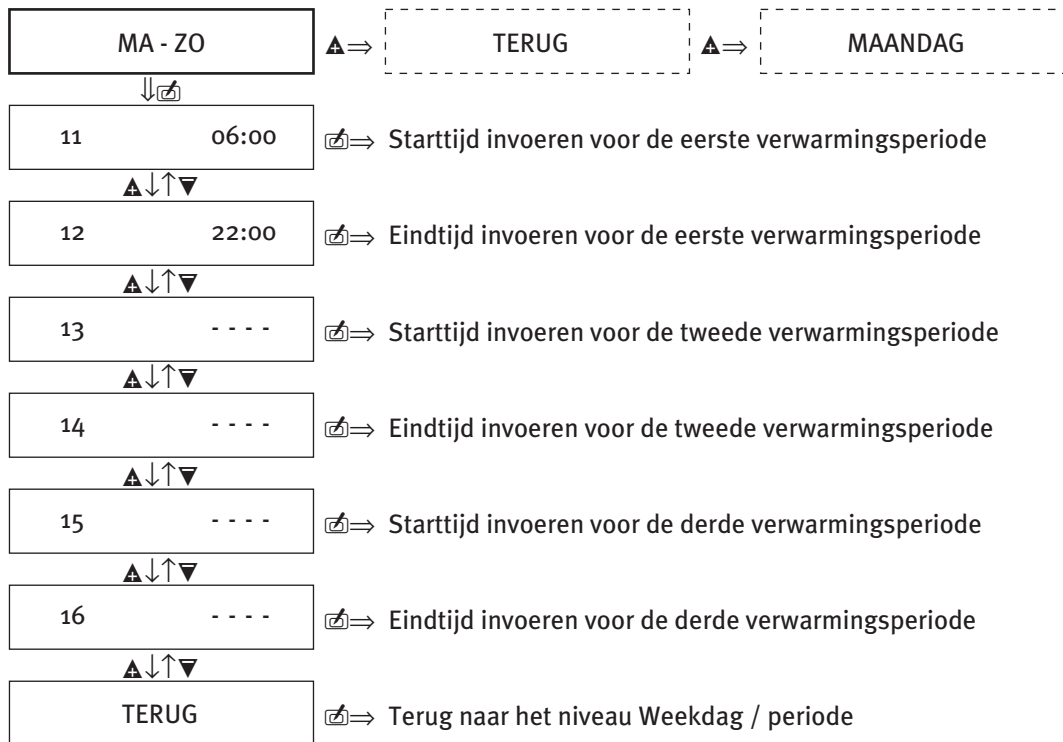 MA - ZO ⇒ TERUG ⇒ MAANDAG
11 06:00 ⇒ Starttijd invoeren voor de eerste verwarmingsperiode
12 22:00 ⇒ Eindtijd invoeren voor de eerste verwarmingsperiode
13 - - - - ⇒ Starttijd invoeren voor de tweede verwarmingsperiode
14 - - - - ⇒ Eindtijd invoeren voor de tweede verwarmingsperiode
15 - - - - ⇒ Starttijd invoeren voor de derde verwarmingsperiode
16 - - - - ⇒ Eindtijd invoeren voor de derde verwarmingsperiode
TERUG ⇒ Terug naar het niveau Weekdag / periode